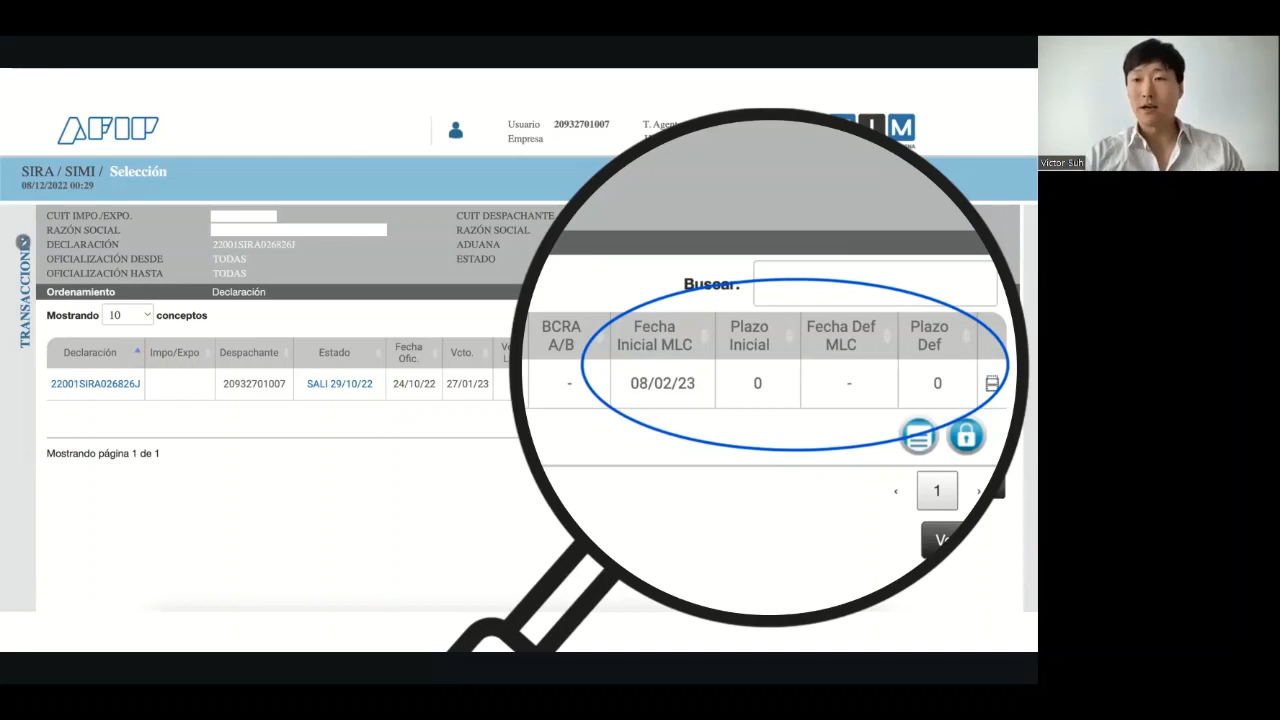 AFIP
Usuario 20932701007 T. Agent
Empresa
IM
SIRA / SIMI / Selección
08/12/2022 00:29
CUIT IMPO./EXPO. CUIT DESPACHANTE
RAZÓN SOCIAL RAZÓN SOCIAL
DECLARACIÓN 22001SIRA026826J ADUANA
OFICIALIZACIÓN DESDE TODAS ESTADO
OFICIALIZACIÓN HASTA TODAS
TRANSACCIONE
Ordenamiento Declaración
Mostrando 10 conceptos
Declaración Impo/Expo Despachante Estado Fecha Ofic. Vcto.
22001SIRA026826J 20932701007 SALI 29/10/22 24/10/22 27/01/23
Mostrando página 1 de 1
Buscar:
BCRA A/B Fecha Inicial MLC Plazo Inicial Fecha Def MLC Plazo Def
- 08/02/23 0 - 0
‹ 1 ›
Victor Suh